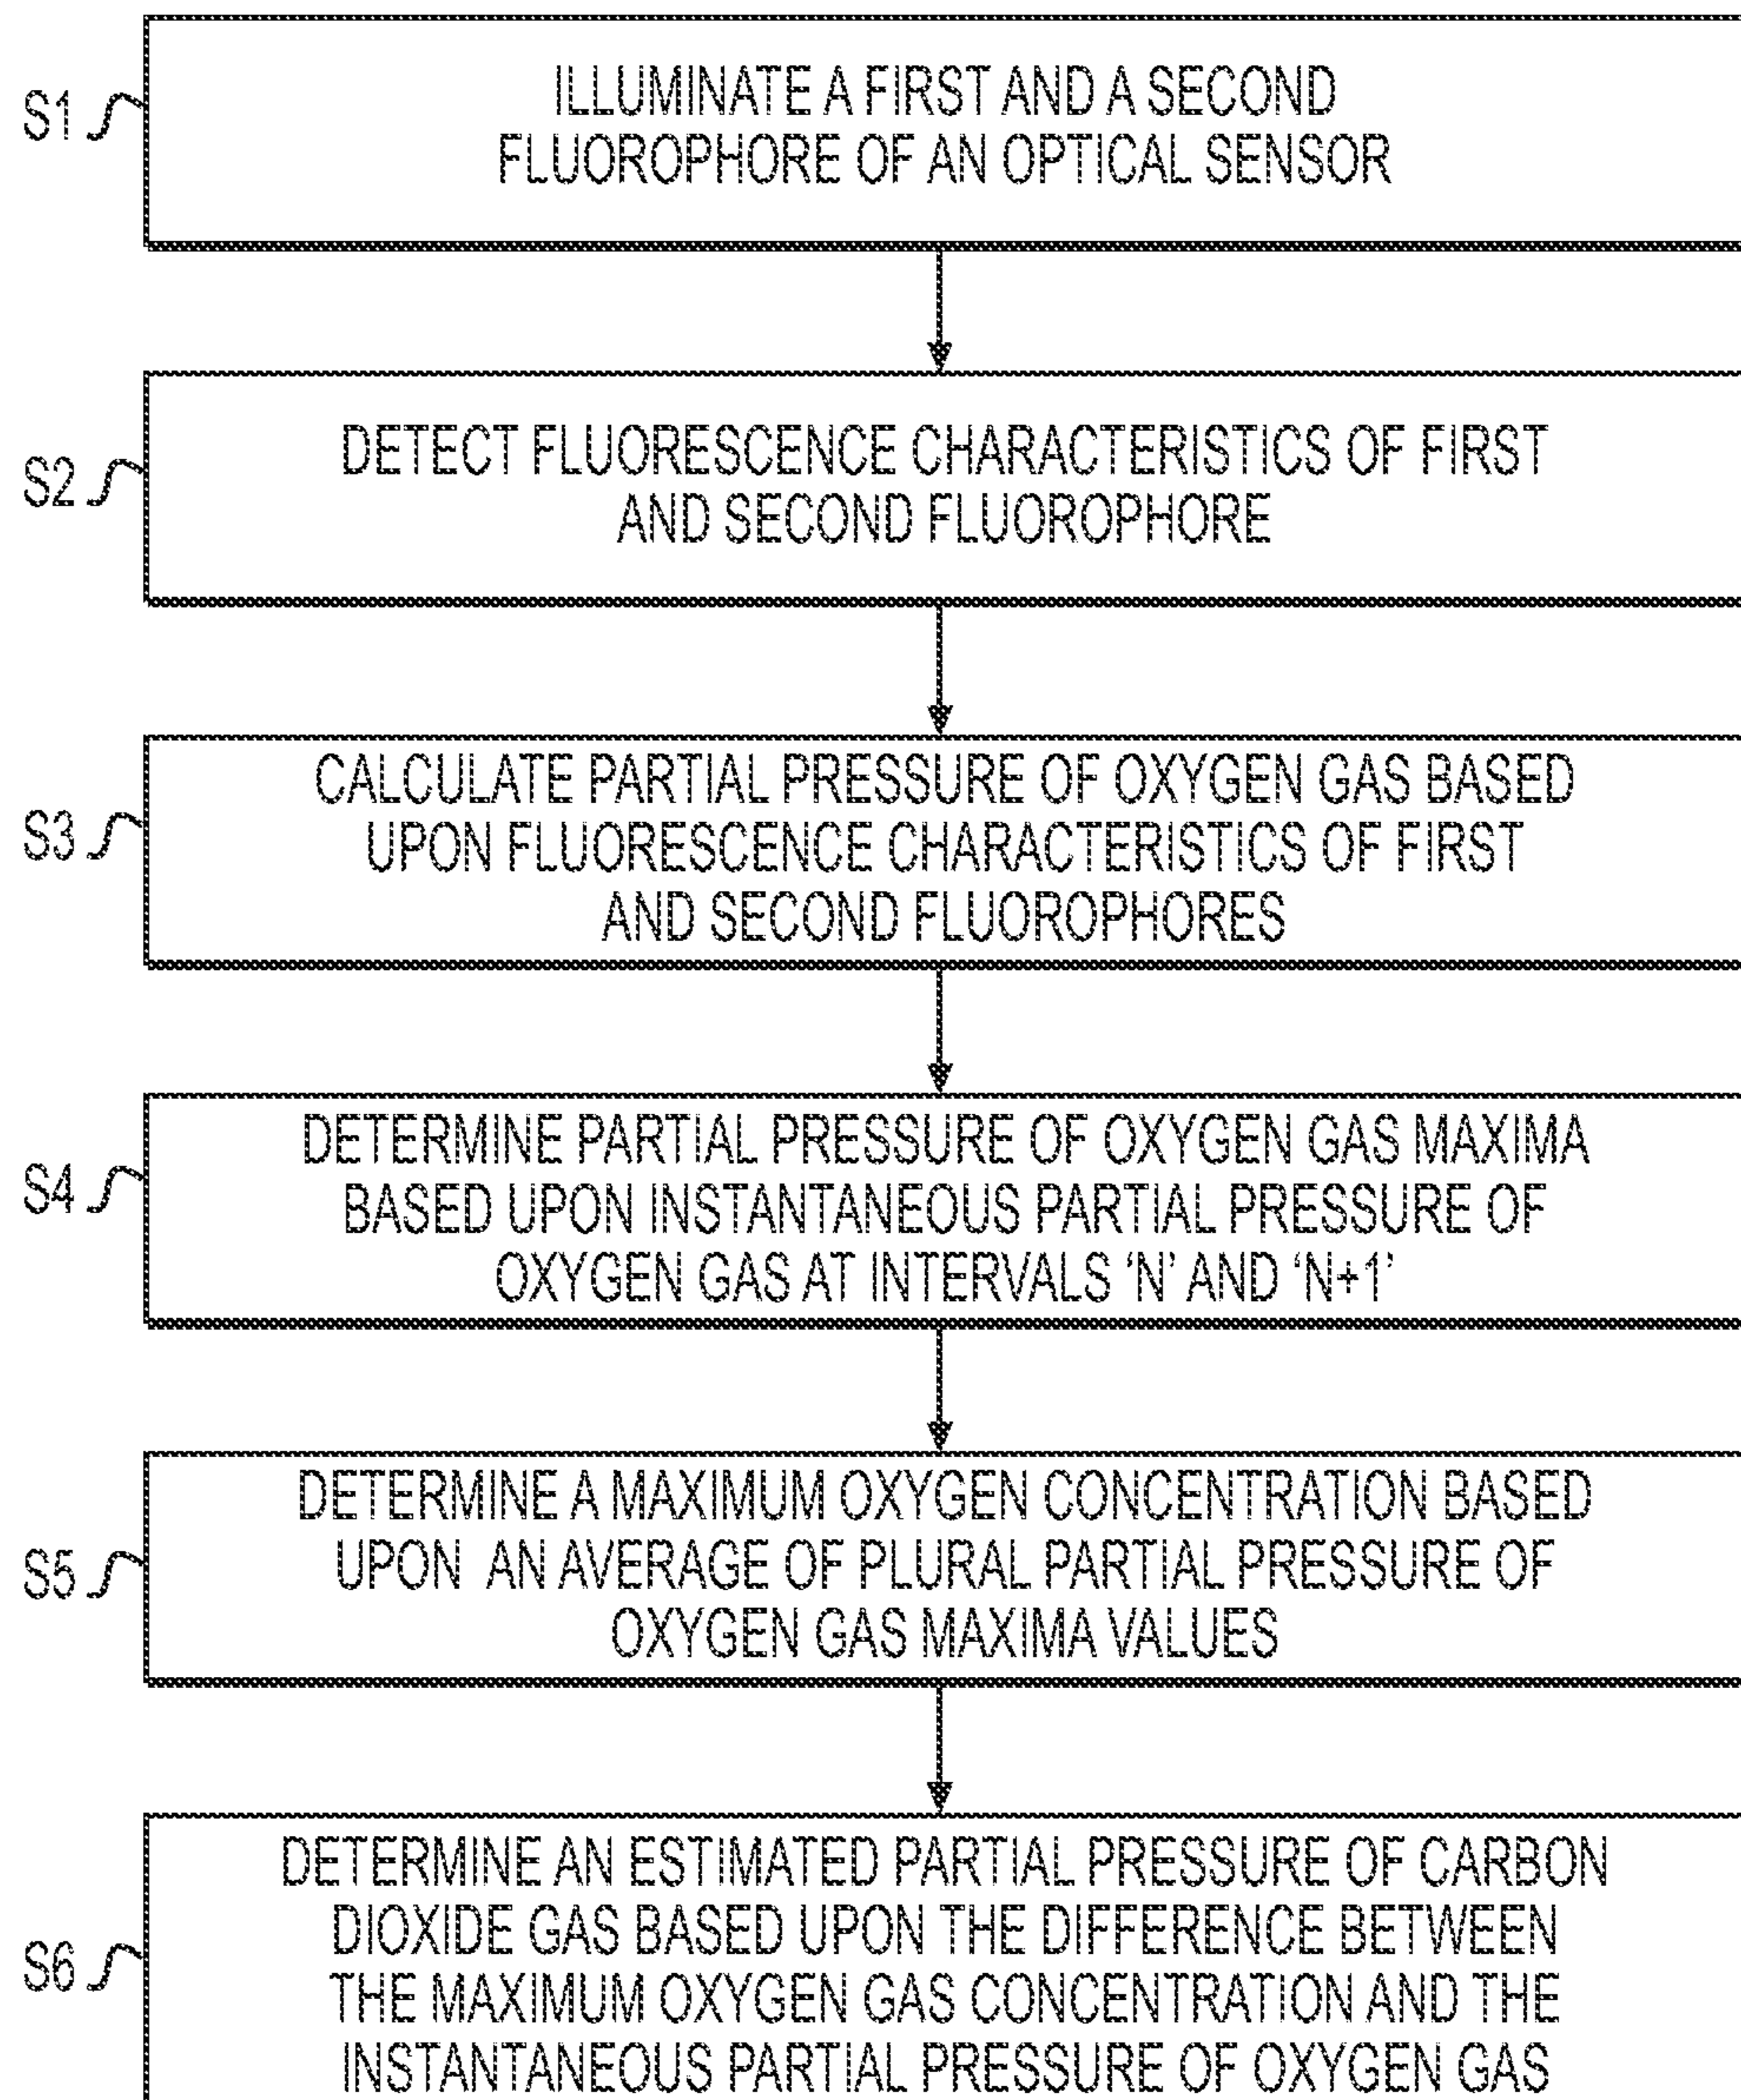 S1
ILLUMINATE A FIRST AND A SECOND
FLUOROPHORE OF AN OPTICAL SENSOR
S2
DETECT FLUORESCENCE CHARACTERISTICS OF FIRST
AND SECOND FLUOROPHORE
S3
CALCULATE PARTIAL PRESSURE OF OXYGEN GAS BASED
UPON FLUORESCENCE CHARACTERISTICS OF FIRST
AND SECOND FLUOROPHORES
S4
DETERMINE PARTIAL PRESSURE OF OXYGEN GAS MAXIMA
BASED UPON INSTANTANEOUS PARTIAL PRESSURE OF
OXYGEN GAS AT INTERVALS ‘N’ AND ‘N+1’
S5
DETERMINE A MAXIMUM OXYGEN CONCENTRATION BASED
UPON AN AVERAGE OF PLURAL PARTIAL PRESSURE OF
OXYGEN GAS MAXIMA VALUES
S6
DETERMINE AN ESTIMATED PARTIAL PRESSURE OF CARBON
DIOXIDE GAS BASED UPON THE DIFFERENCE BETWEEN
THE MAXIMUM OXYGEN GAS CONCENTRATION AND THE
INSTANTANEOUS PARTIAL PRESSURE OF OXYGEN GAS